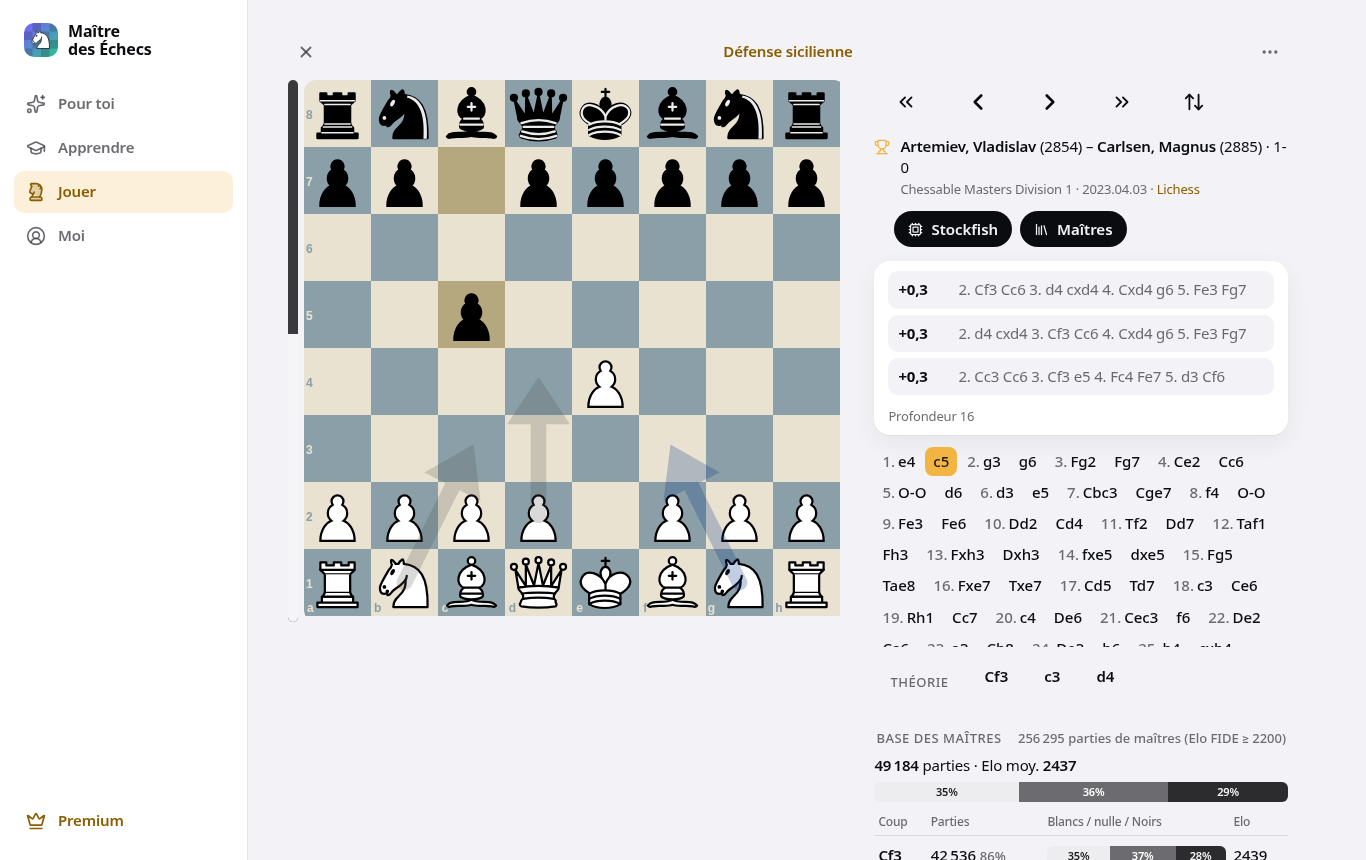 Maître
des Échecs
Pour toi
Apprendre
Jouer
Moi
Premium
Défense sicilienne
8
7
6
5
4
3
2
1
a
b
c
d
e
f
g
h
Artemiev, Vladislav (2854) – Carlsen, Magnus (2885) · 1-
0
Chessable Masters Division 1 · 2023.04.03 · Lichess
Stockfish
Maîtres
+0,3 2. Cf3 Cc6 3. d4 cxd4 4. Cxd4 g6 5. Fe3 Fg7
+0,3 2. d4 cxd4 3. Cf3 Cc6 4. Cxd4 g6 5. Fe3 Fg7
+0,3 2. Cc3 Cc6 3. Cf3 e5 4. Fc4 Fe7 5. d3 Cf6
Profondeur 16
1. e4 c5 2. g3 g6 3. Fg2 Fg7 4. Ce2 Cc6
5. O-O d6 6. d3 e5 7. Cbc3 Cge7 8. f4 O-O
9. Fe3 Fe6 10. Dd2 Cd4 11. Tf2 Dd7 12. Taf1
Fh3 13. Fxh3 Dxh3 14. fxe5 dxe5 15. Fg5
Tae8 16. Fxe7 Txe7 17. Cd5 Td7 18. c3 Ce6
19. Rh1 Cc7 20. c4 De6 21. Cec3 f6 22. De2
THÉORIE Cf3 c3 d4
BASE DES MAÎTRES 256 295 parties de maîtres (Elo FIDE ≥ 2200)
49 184 parties · Elo moy. 2437
35% 36% 29%
Coup Parties Blancs / nulle / Noirs Elo
Cf3 42 536 86% 35% 37% 28% 2439